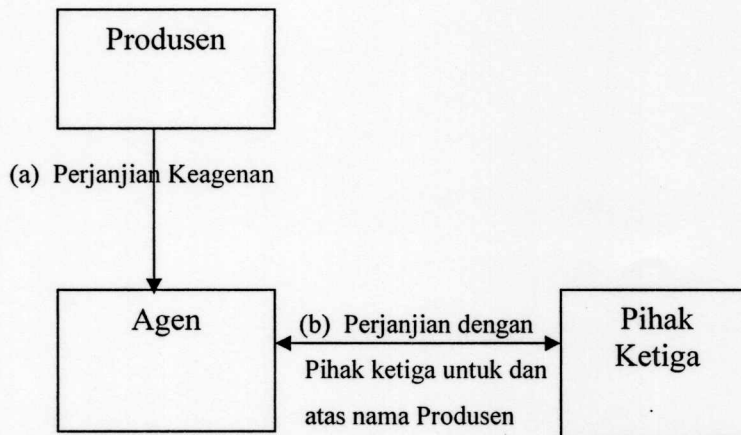 Produsen
(a) Perjanjian Keagenan
Agen
(b) Perjanjian dengan
Pihak ketiga untuk dan
atas nama Produsen
Pihak
Ketiga